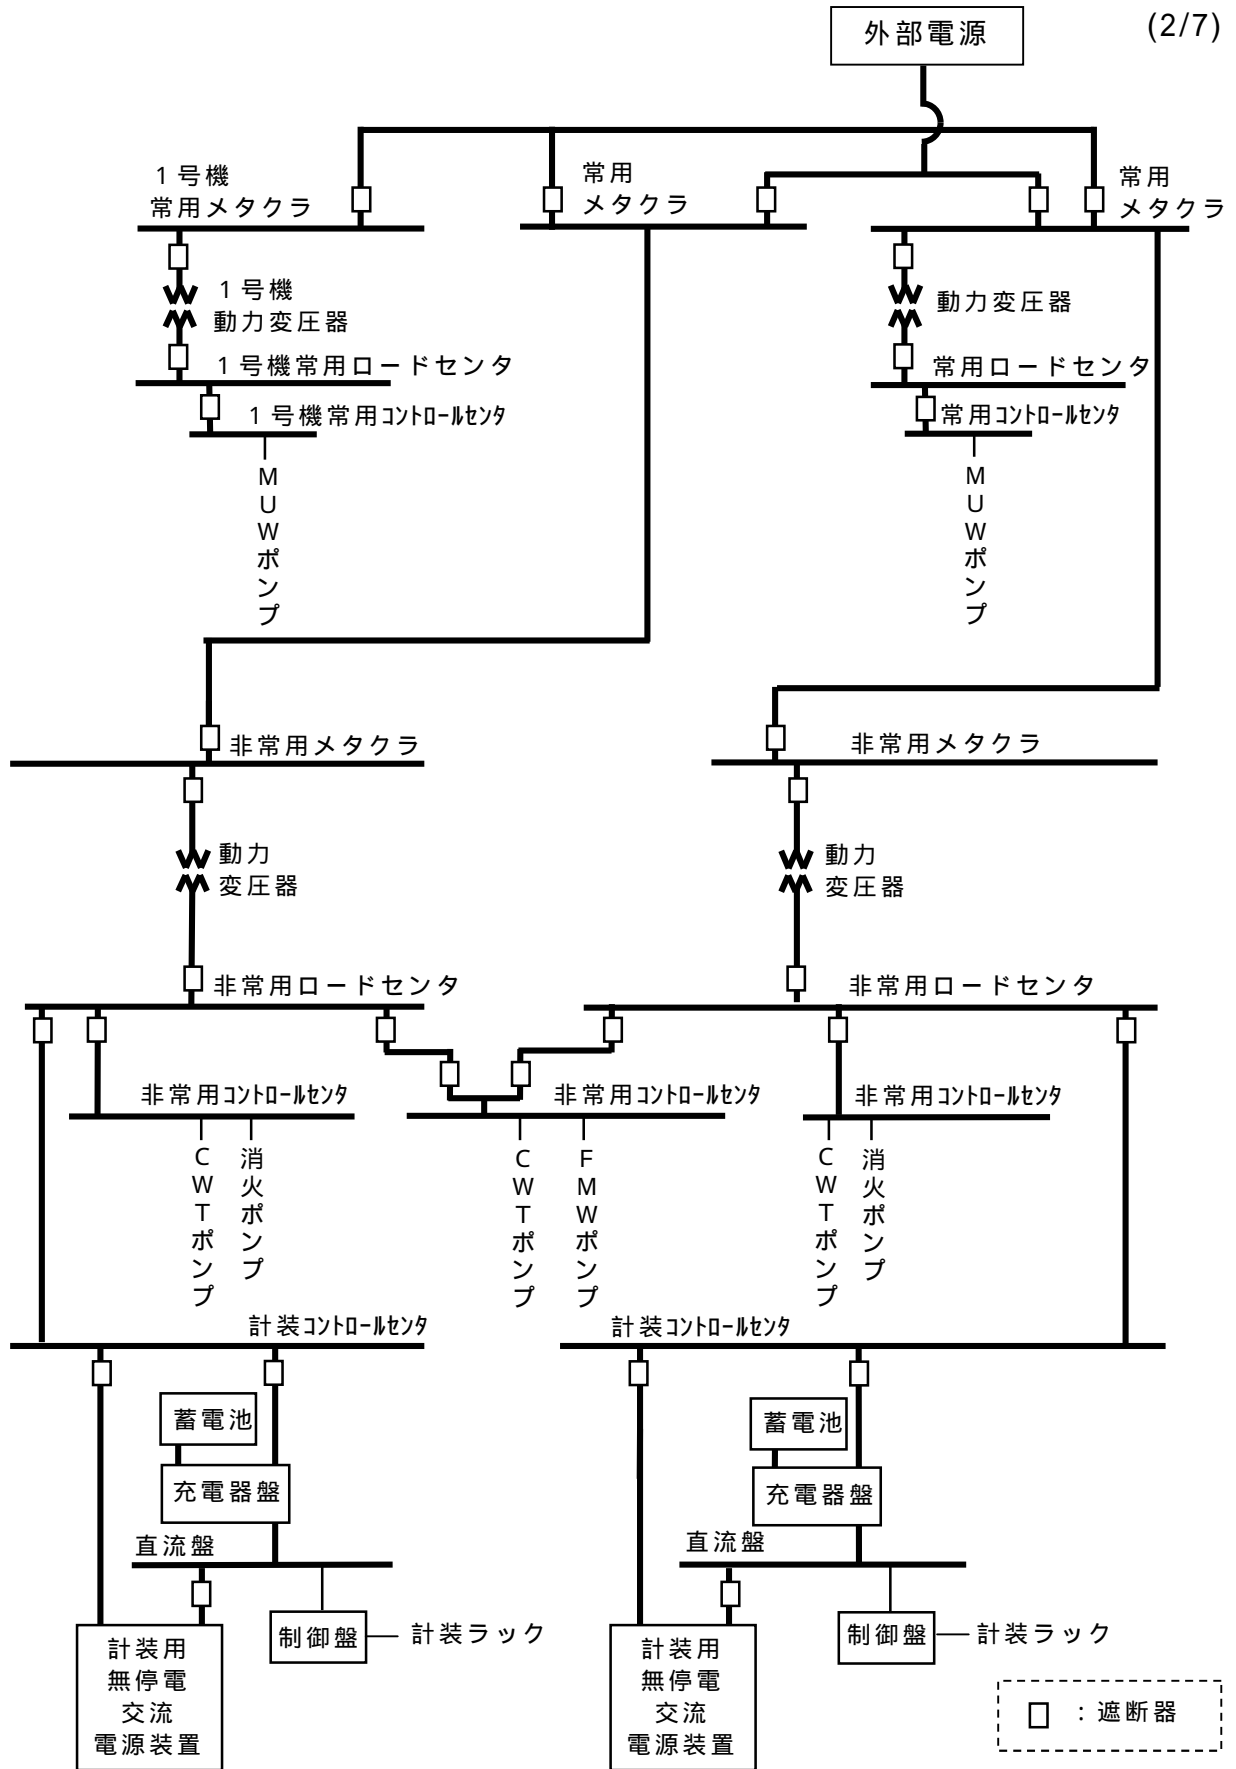 (2/7)
外部電源
1号機
常用メタクラ
常用
メタクラ
常用
メタクラ
1号機
動力変圧器
動力変圧器
1号機常用ロードセンタ
常用ロードセンタ
1号機常用コントロールセンタ
常用コントロールセンタ
MUWポンプ
MUWポンプ
非常用メタクラ
非常用メタクラ
動力
変圧器
動力
変圧器
非常用ロードセンタ
非常用ロードセンタ
非常用コントロールセンタ
非常用コントロールセンタ
非常用コントロールセンタ
CWTポンプ
消火ポンプ
CWTポンプ
FMWポンプ
CWTポンプ
消火ポンプ
計装コントロールセンタ
計装コントロールセンタ
蓄電池
蓄電池
充電器盤
充電器盤
直流盤
直流盤
制御盤
計装ラック
制御盤
計装ラック
計装用
無停電
交流
電源装置
計装用
無停電
交流
電源装置
:遮断器